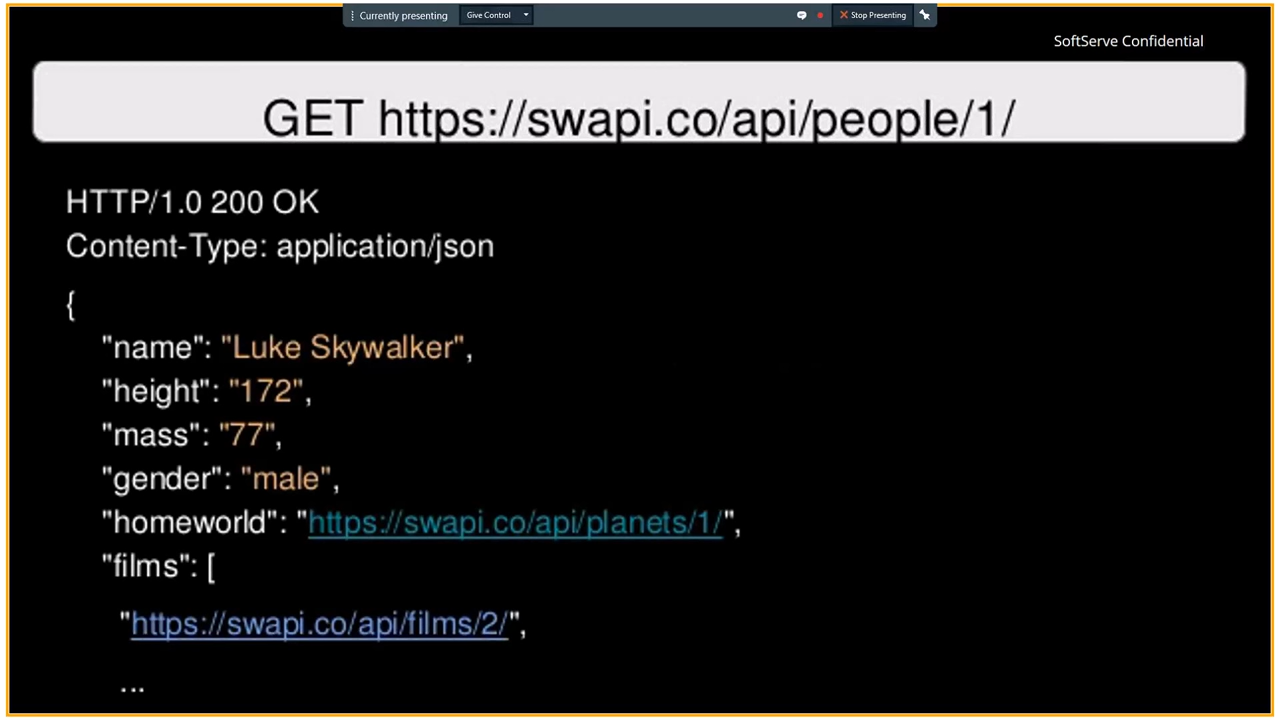 Currently presenting
Give Control
Stop Presenting
SoftServe Confidential
GET https://swapi.co/api/people/1/
HTTP/1.0 200 OK
Content-Type: application/json
{
"name": "Luke Skywalker",
"height": "172",
"mass": "77",
"gender": "male",
"homeworld": "https://swapi.co/api/planets/1/",
"films": [
"https://swapi.co/api/films/2/",
...